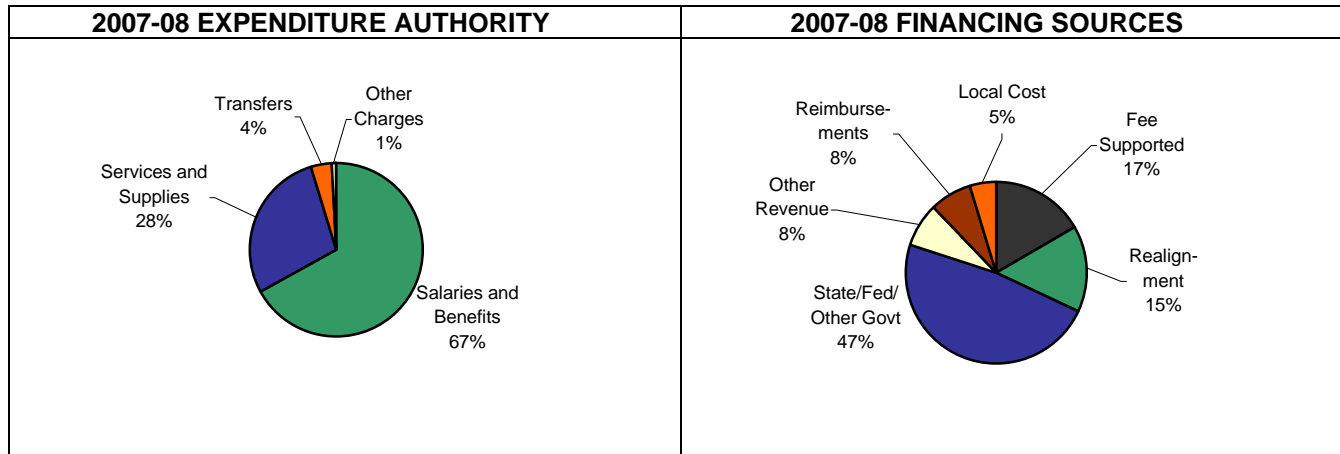 2007-08 EXPENDITURE AUTHORITY
Transfers
4%
Other
Charges
1%
Services and
Supplies
28%
Salaries and
Benefits
67%
2007-08 FINANCING SOURCES
Local Cost
5%
Reimburse-
ments
8%
Fee
Supported
17%
Other
Revenue
8%
Realign-
ment
15%
State/Fed/
Other Govt
47%